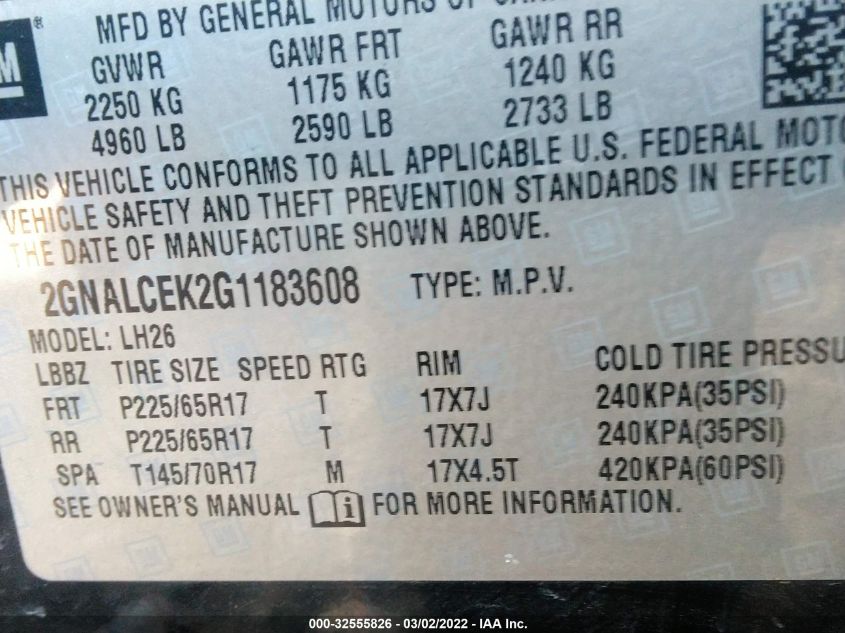 GM ®
MFD BY GENERAL MOTORS OF
GVWR GAWR FRT GAWR RR
2250 KG 1175 KG 1240 KG
4960 LB 2590 LB 2733 LB
THIS VEHICLE CONFORMS TO ALL APPLICABLE U.S. FEDERAL MOTO
VEHICLE SAFETY AND THEFT PREVENTION STANDARDS IN EFFECT
THE DATE OF MANUFACTURE SHOWN ABOVE.
2GNALCEK2G1183608 TYPE: M.P.V.
MODEL: LH26
LBBZ TIRE SIZE SPEED RTG RIM COLD TIRE PRESSU
FRT P225/65R17 T 17X7J 240KPA(35PSI)
RR P225/65R17 T 17X7J 240KPA(35PSI)
SPA T145/70R17 M 17X4.5T 420KPA(60PSI)
SEE OWNER'S MANUAL i FOR MORE INFORMATION.
000-32555826 - 03/02/2022 - IAA Inc.